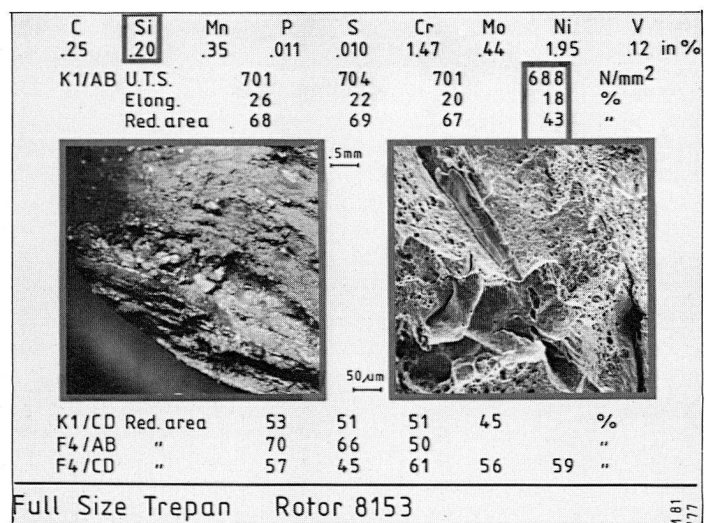 C Si Mn P S Cr Mo Ni V
.25 .20 .35 .011 .010 1.47 .44 1.95 .12 in %
K1/AB U.T.S. 701 704 701 688 N/mm²
Elong. 26 22 20 18 %
Red. area 68 69 67 43 "
.5mm
50µm
K1/CD Red. area 53 51 51 45 %
F4/AB " 70 66 50 "
F4/CD " 57 45 61 56 59 "
Full Size Trepan Rotor 8153